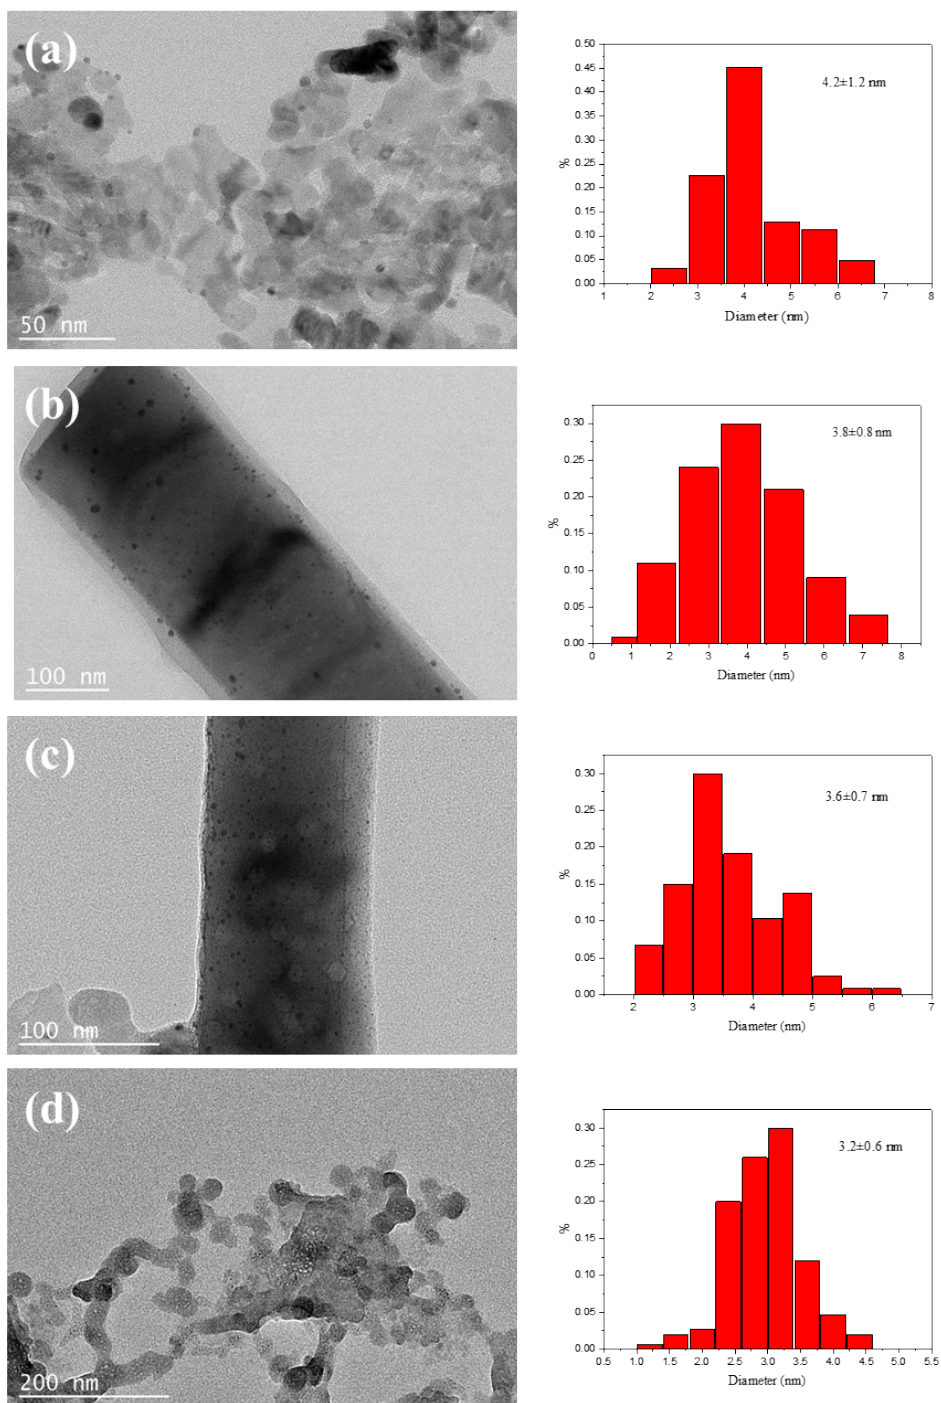 (a)
50 nm
0.50
0.45
0.40
0.35
0.30
0.25
0.20
0.15
0.10
0.05
0.00
%
4.2±1.2 nm
1 2 3 4 5 6 7 8
Diameter (nm)
(b)
100 nm
0.30
0.25
0.20
0.15
0.10
0.05
0.00
%
3.8±0.8 nm
0 1 2 3 4 5 6 7 8
Diameter (nm)
(c)
100 nm
0.30
0.25
0.20
0.15
0.10
0.05
0.00
%
3.6±0.7 nm
2 3 4 5 6 7
Diameter (nm)
(d)
200 nm
0.30
0.25
0.20
0.15
0.10
0.05
0.00
%
3.2±0.6 nm
0.5 1.0 1.5 2.0 2.5 3.0 3.5 4.0 4.5 5.0 5.5
Diameter (nm)